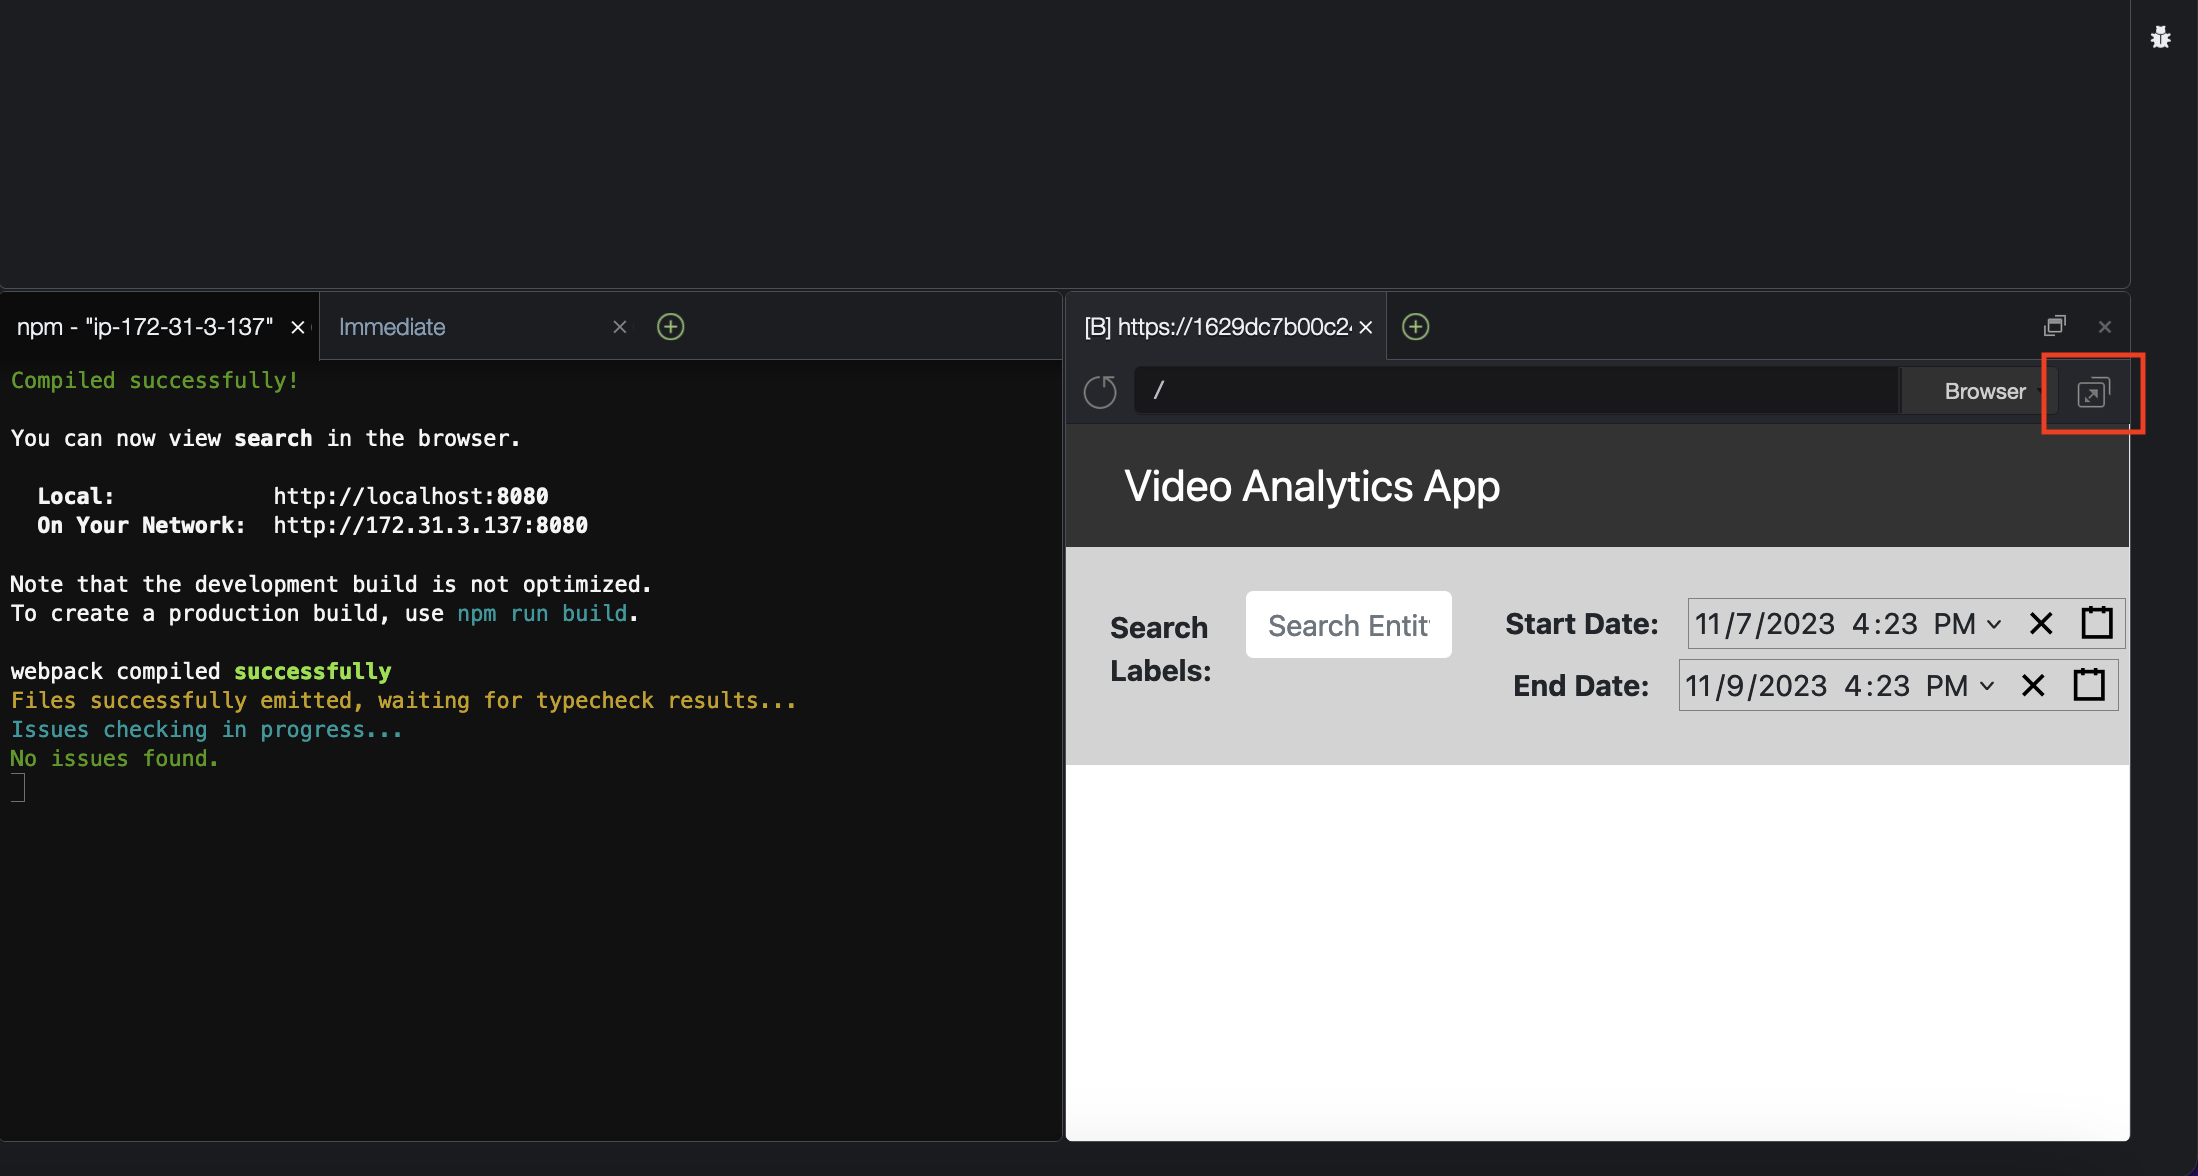 npm - "ip-172-31-3-137"
Immediate
Compiled successfully!
You can now view search in the browser.
Local: http://localhost:8080
On Your Network: http://172.31.3.137:8080
Note that the development build is not optimized.
To create a production build, use npm run build.
webpack compiled successfully
Files successfully emitted, waiting for typecheck results...
Issues checking in progress...
No issues found.
[B] https://1629dc7b00c24
/
Browser
Video Analytics App
Search
Labels:
Search Entit
Start Date: 11/7/2023 4:23 PM
End Date: 11/9/2023 4:23 PM